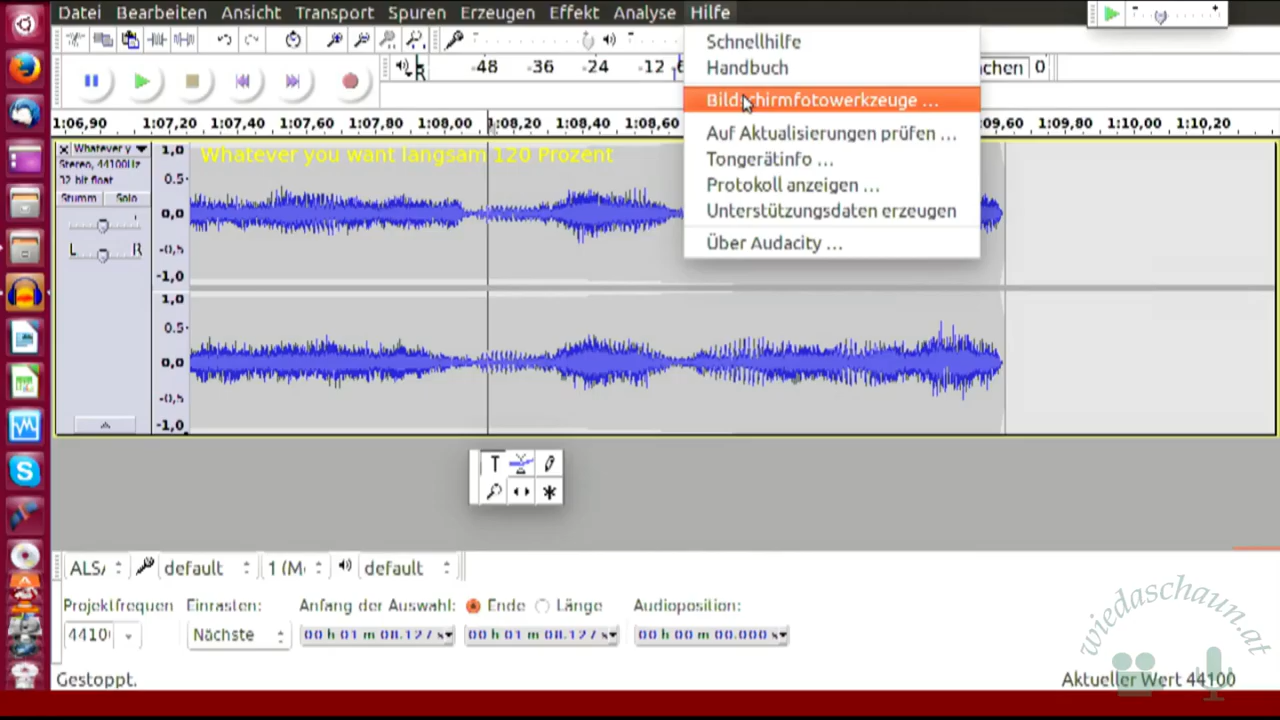 Datei Bearbeiten Ansicht Transport Spuren Erzeugen Effekt Analyse Hilfe
Schnellhilfe
Handbuch
Bildschirmfotowerkzeuge ...
Auf Aktualisierungen prüfen ...
Tongerätinfo ...
Protokoll anzeigen ...
Unterstützungsdaten erzeugen
Über Audacity ...
R -48 -36 -24 -12
chen 0
1:06,90 1:07,20 1:07,40 1:07,60 1:07,80 1:08,00 1:08,20 1:08,40 1:08,60 :09,60 1:09,80 1:10,00 1:10,20
Whatever y
Stereo, 44100Hz
32 bit float
Stumm Solo
L R
Whatever you want langsam 120 Prozent
1,0
0,5
0,0
-0,5
-1,0
1,0
0,5
0,0
-0,5
-1,0
ALSA default 1 (Mo default
Projektfrequen Einrasten: Anfang der Auswahl: Ende Länge Audioposition:
44100 Nächste 00 h 01 m 08.127 s 00 h 01 m 08.127 s 00 h 00 m 00.000 s
Gestoppt. Aktueller Wert 44100
wiedaschaun.at